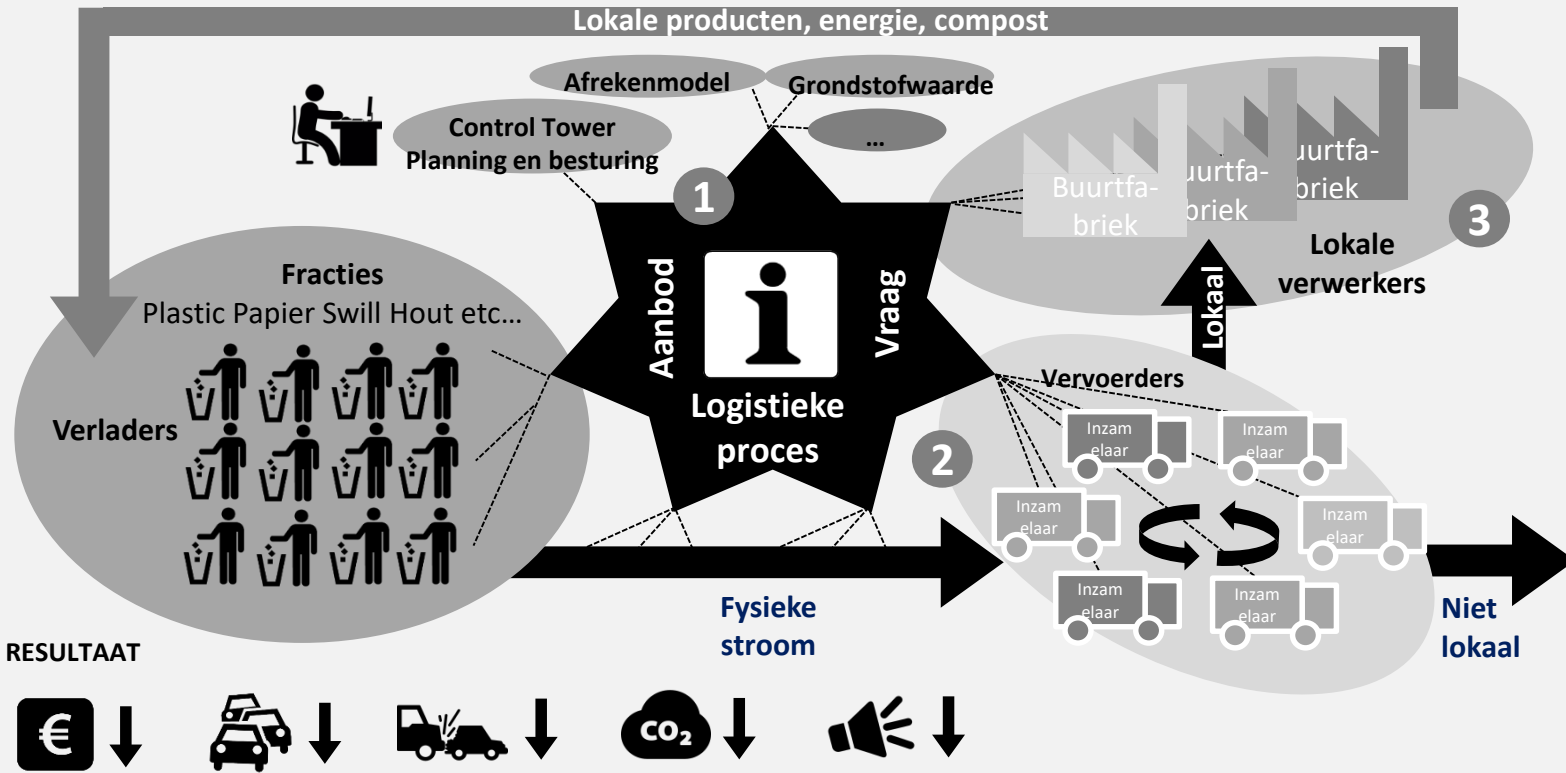 Lokale producten, energie, compost
Afrekenmodel
Grondstofwaarde
...
Control Tower
Planning en besturing
1
Buurtfa-
briek
uurtfa-
briek
uurtfa-
briek
3
Lokale
verwerkers
Lokaal
Fracties
Plastic Papier Swill Hout etc...
Verladers
Aanbod
i
Vraag
Logistieke
proces
2
Vervoerders
Inzam
elaar
Inzam
elaar
Inzam
elaar
Inzam
elaar
Inzam
elaar
Inzam
elaar
Fysieke
stroom
Niet
lokaal
RESULTAAT
€
CO₂